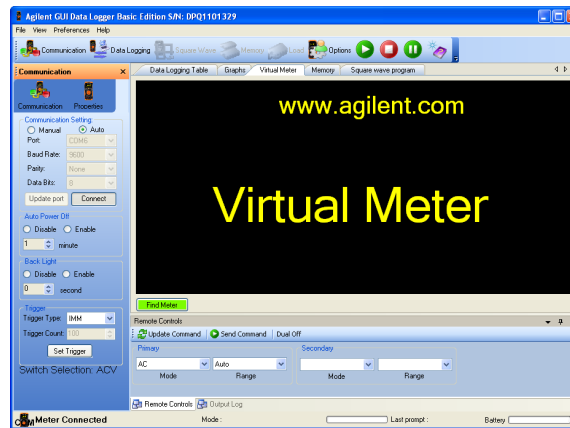 Agilent GUI Data Logger Basic Edition S/N: DPQ1101329
File View Preferences Help
Communication Data Logging Square Wave Memory Load Options
Communication ×
Data Logging Table Graphs Virtual Meter Memory Square wave program
Communication Properties
Communication Setting:
Manual Auto
Port: COM6
Baud Rate: 9600
Parity: None
Data Bits: 8
Update port Connect
Auto Power Off
Disable Enable
1 minute
Back Light
Disable Enable
0 second
Trigger
Trigger Type: IMM
Trigger Count: 100
Set Trigger
Switch Selection: ACV
www.agilent.com
Virtual Meter
Find Meter
Remote Controls
Update Command Send Command Dual Off
Primary Secondary
AC Auto
Mode Range Mode Range
Remote Controls Output Log
Meter Connected Mode : Last prompt : Battery